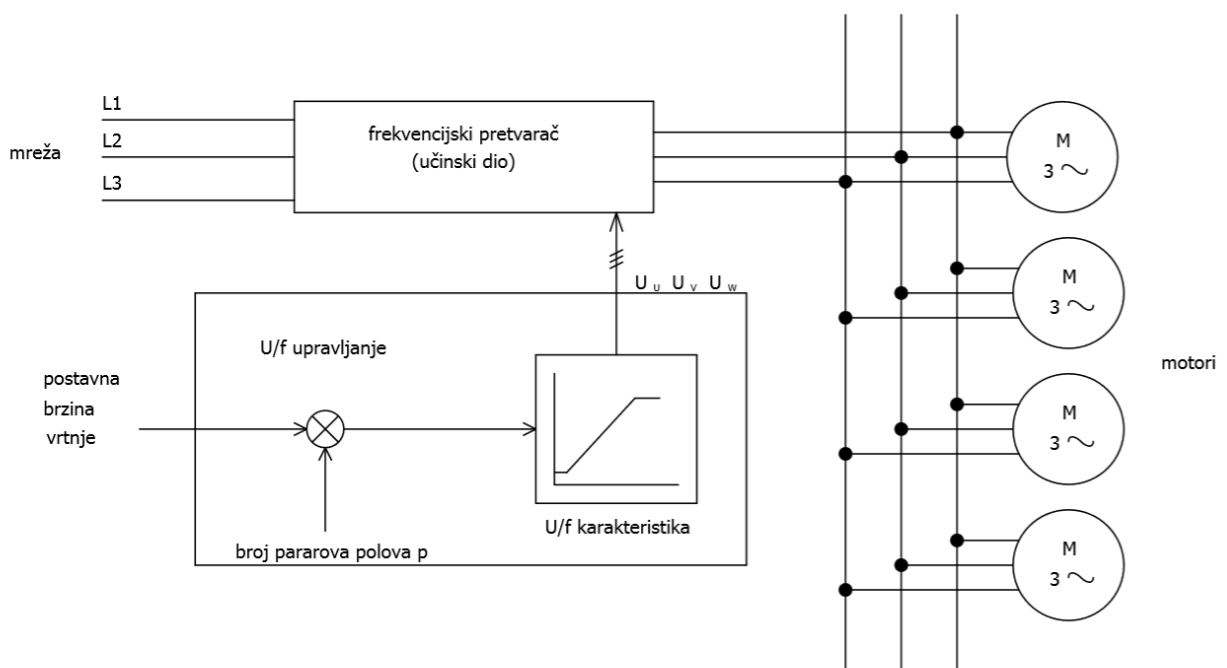 L1
mreža
L2
L3
frekvencijski pretvarač
(učinski dio)
M
3
U u U v U w
M
3
U/f upravljanje
postavna
brzina
vrtnje
motori
M
3
U/f karakteristika
broj pararova polova p
M
3